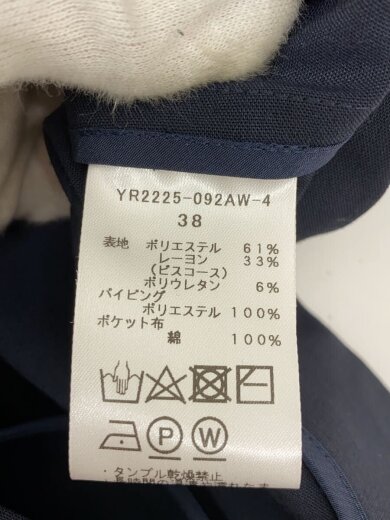 YR2225-092AW-4
38
表地 ポリエステル 61%
レーヨン 33%
(ビスコース)
ポリウレタン 6%
パイピング
ポリエステル 100%
ポケット布
綿 100%
P W
・タンブル乾燥禁止